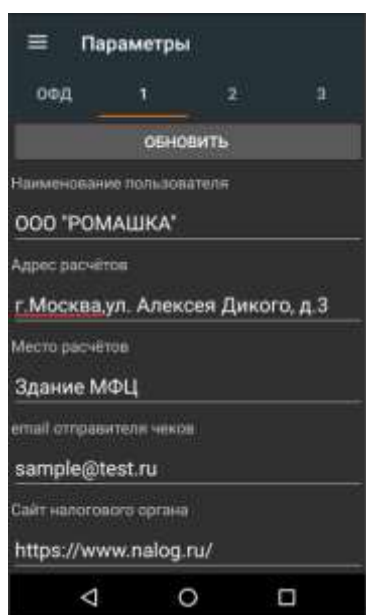 Параметры
ОФД 1 2 3
ОБНОВИТЬ
Наименование пользователя
ООО "РОМАШКА"
Адрес расчётов
г.Москва,ул. Алексея Дикого, д.3
Место расчётов
Здание МФЦ
email отправителя чеков
sample@test.ru
Сайт налогового органа
https://www.nalog.ru/